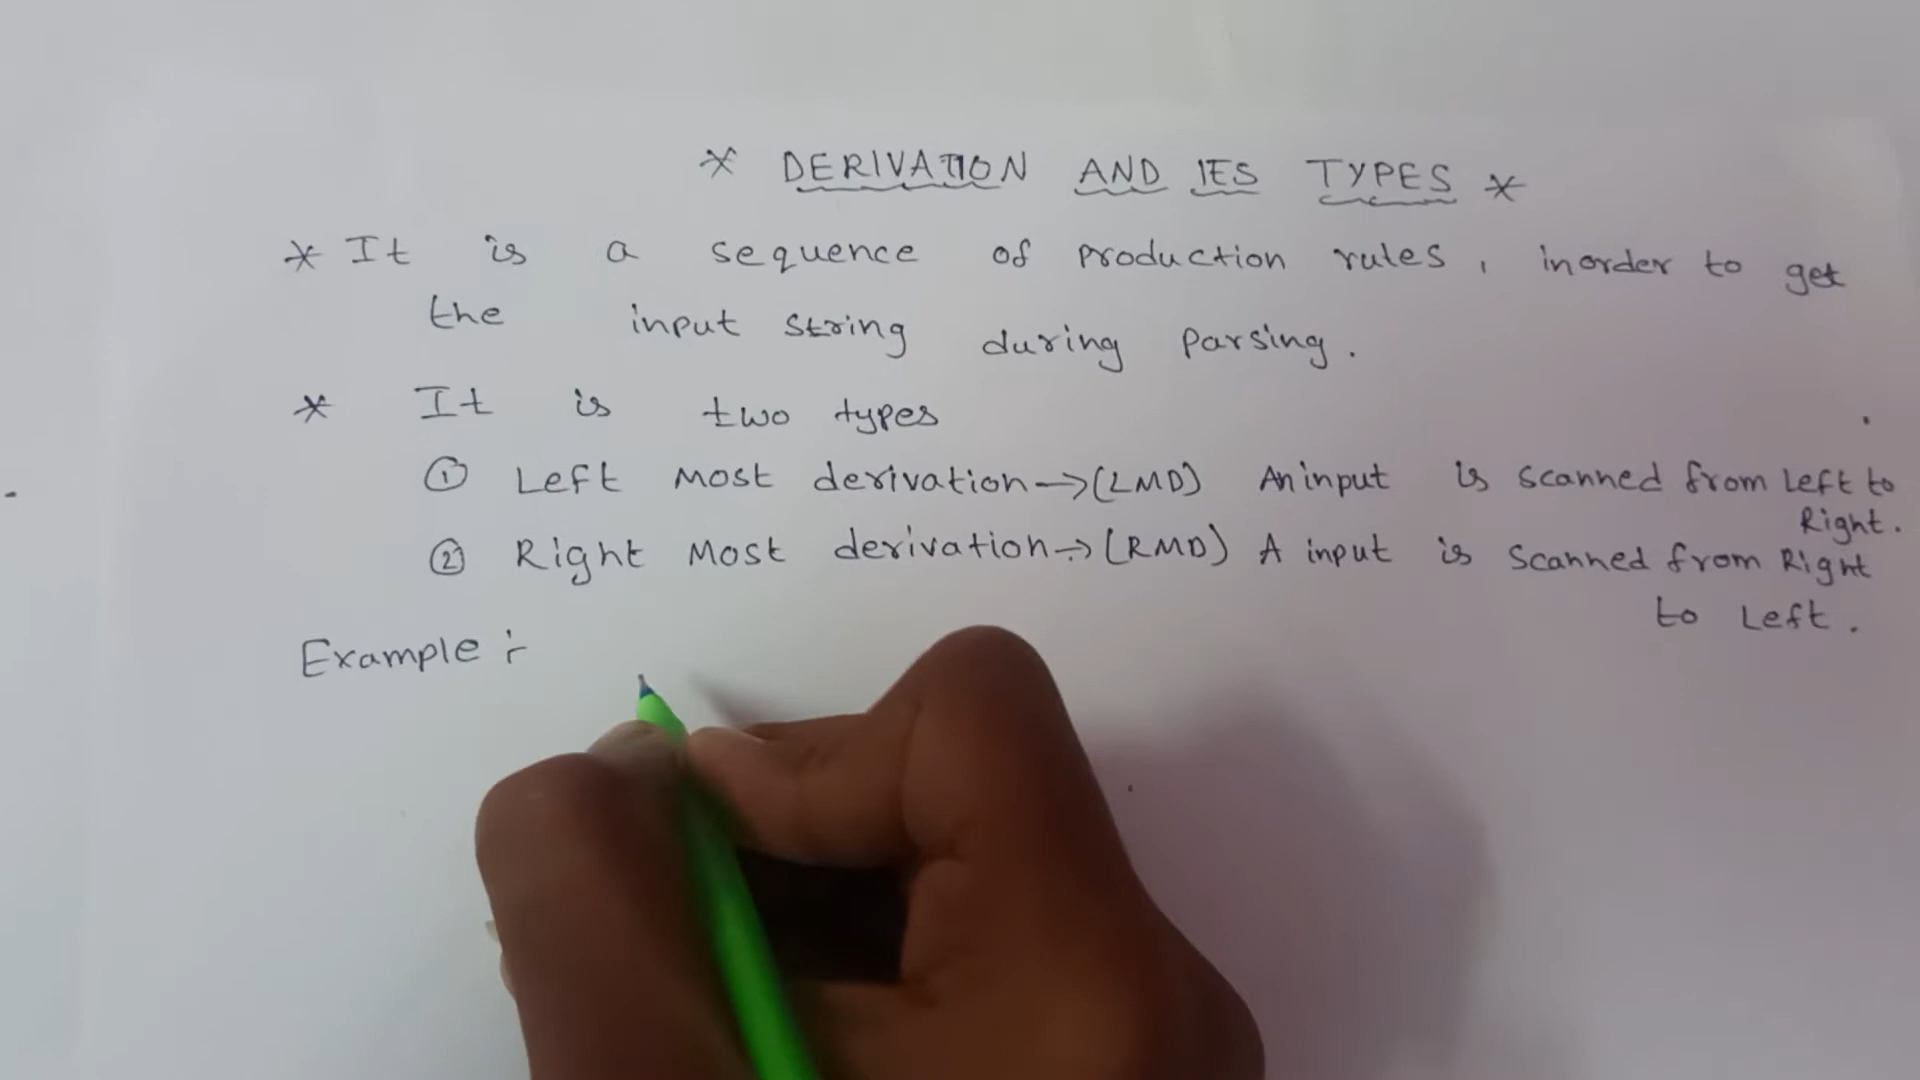 * DERIVATION AND ITS TYPES *
* It is a sequence of production rules, inorder to get
the input string during parsing.
* It is two types
① Left Most derivation→(LMD) An input is scanned from Left to
Right.
② Right Most derivation→(RMD) A input is scanned from Right
to Left.
Example :-